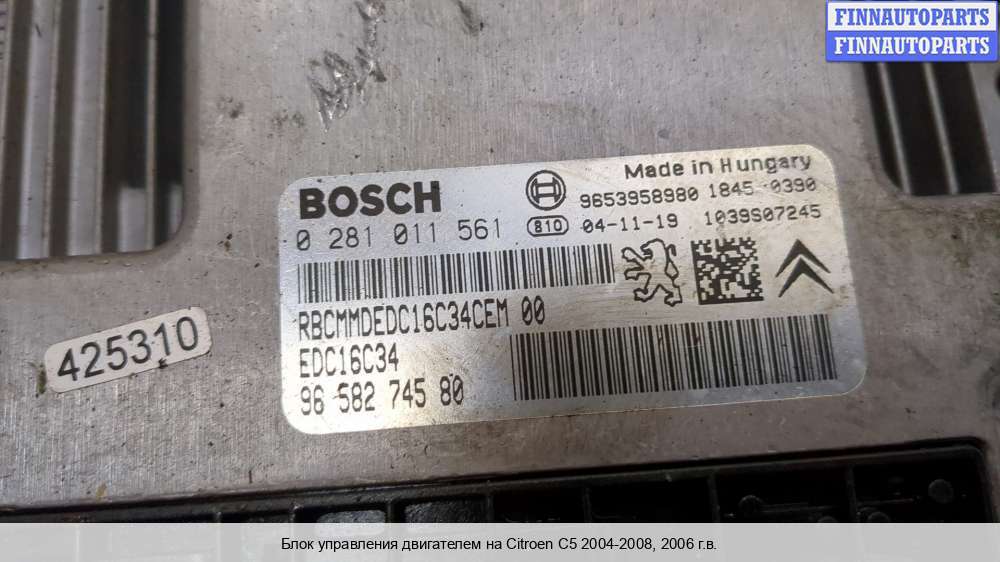 FINNAUTOPARTS
FINNAUTOPARTS
Made in Hungary
BOSCH
9653958980 1845 0390
0 281 011 561
810 04-11-19 1039S07245
RBCMMDEDC16C34CEM 00
EDC16C34
96 582 745 80
425310
Блок управления двигателем на Citroen C5 2004-2008, 2006 г.в.